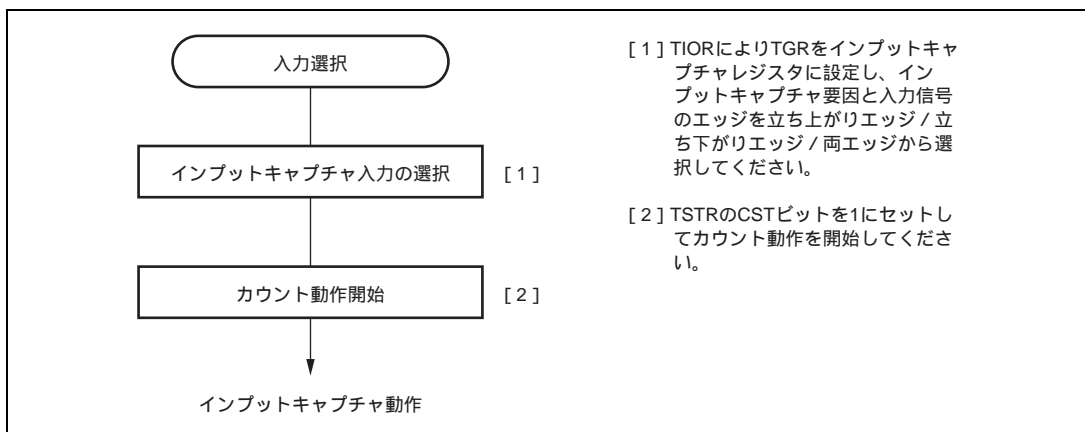 入力選択
インプットキャプチャ入力の選択
[1]
カウント動作開始
[2]
インプットキャプチャ動作
[1] TIORによりTGRをインプットキャ
プチャレジスタに設定し、イン
プットキャプチャ要因と入力信号
のエッジを立ち上がりエッジ／立
ち下がりエッジ／両エッジから選
択してください。
[2] TSTRのCSTビットを1にセットし
てカウント動作を開始してくださ
い。